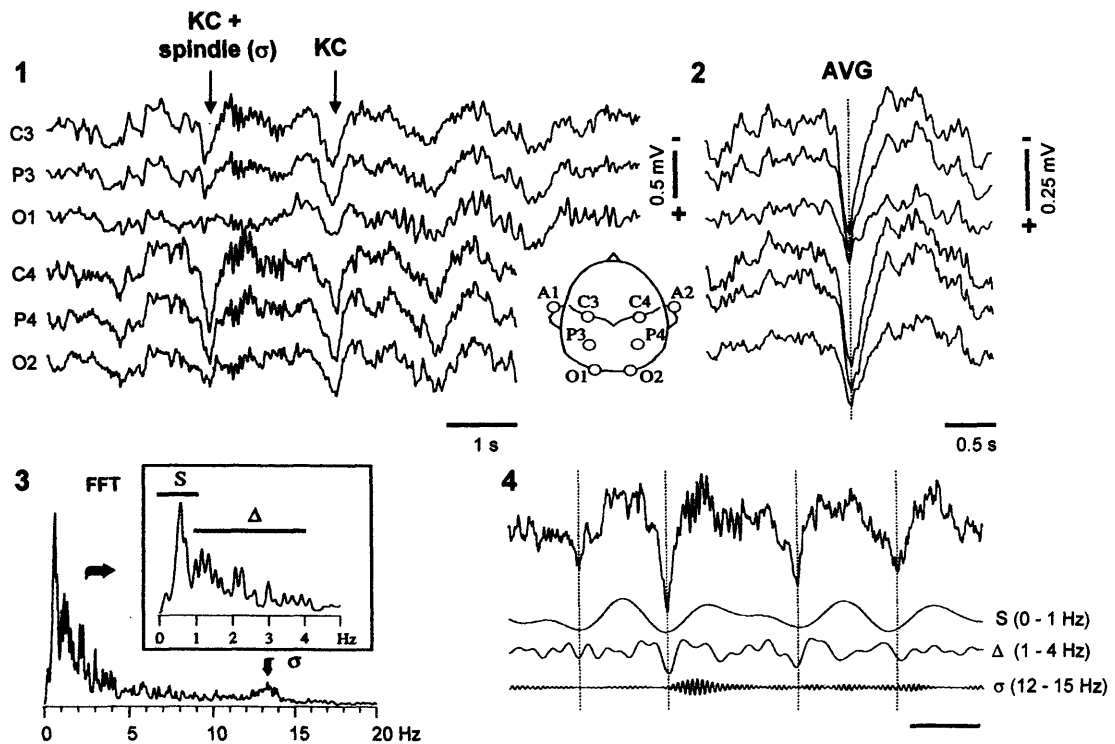 1
KC +
spindle (σ)
KC
C3
P3
O1
C4
P4
O2
-
0.5 mV
+
1 s
A1
C3
C4
A2
P3
P4
O1
O2
2
AVG
-
0.25 mV
+
0.5 s
3
FFT
S
Δ
0 1 2 3 4 Hz
σ
0 5 10 15 20 Hz
4
S (0 - 1 Hz)
Δ (1 - 4 Hz)
σ (12 - 15 Hz)